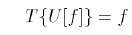 T{U[f]} = f